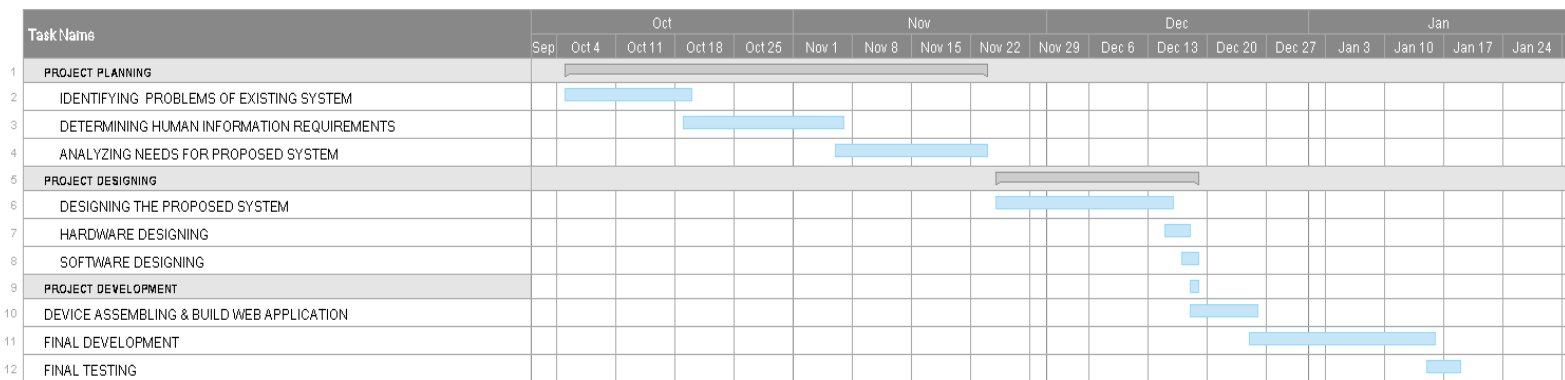 Task Name
Oct Nov Dec Jan
Sep Oct 4 Oct 11 Oct 18 Oct 25 Nov 1 Nov 8 Nov 15 Nov 22 Nov 29 Dec 6 Dec 13 Dec 20 Dec 27 Jan 3 Jan 10 Jan 17 Jan 24
1 PROJECT PLANNING
2 IDENTIFYING PROBLEMS OF EXISTING SYSTEM
3 DETERMINING HUMAN INFORMATION REQUIREMENTS
4 ANALYZING NEEDS FOR PROPOSED SYSTEM
5 PROJECT DESIGNING
6 DESIGNING THE PROPOSED SYSTEM
7 HARDWARE DESIGNING
8 SOFTWARE DESIGNING
9 PROJECT DEVELOPMENT
10 DEVICE ASSEMBLING & BUILD WEB APPLICATION
11 FINAL DEVELOPMENT
12 FINAL TESTING